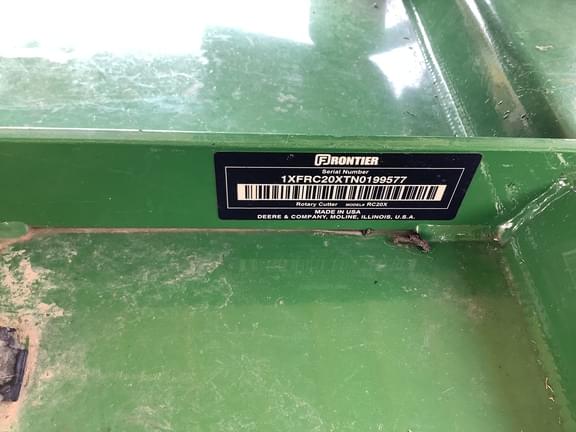 FRONTIER
Serial Number
1XFRC20XTN0199577
Rotary Cutter MODEL# RC20X
MADE IN USA
DEERE & COMPANY, MOLINE, ILLINOIS, U.S.A.